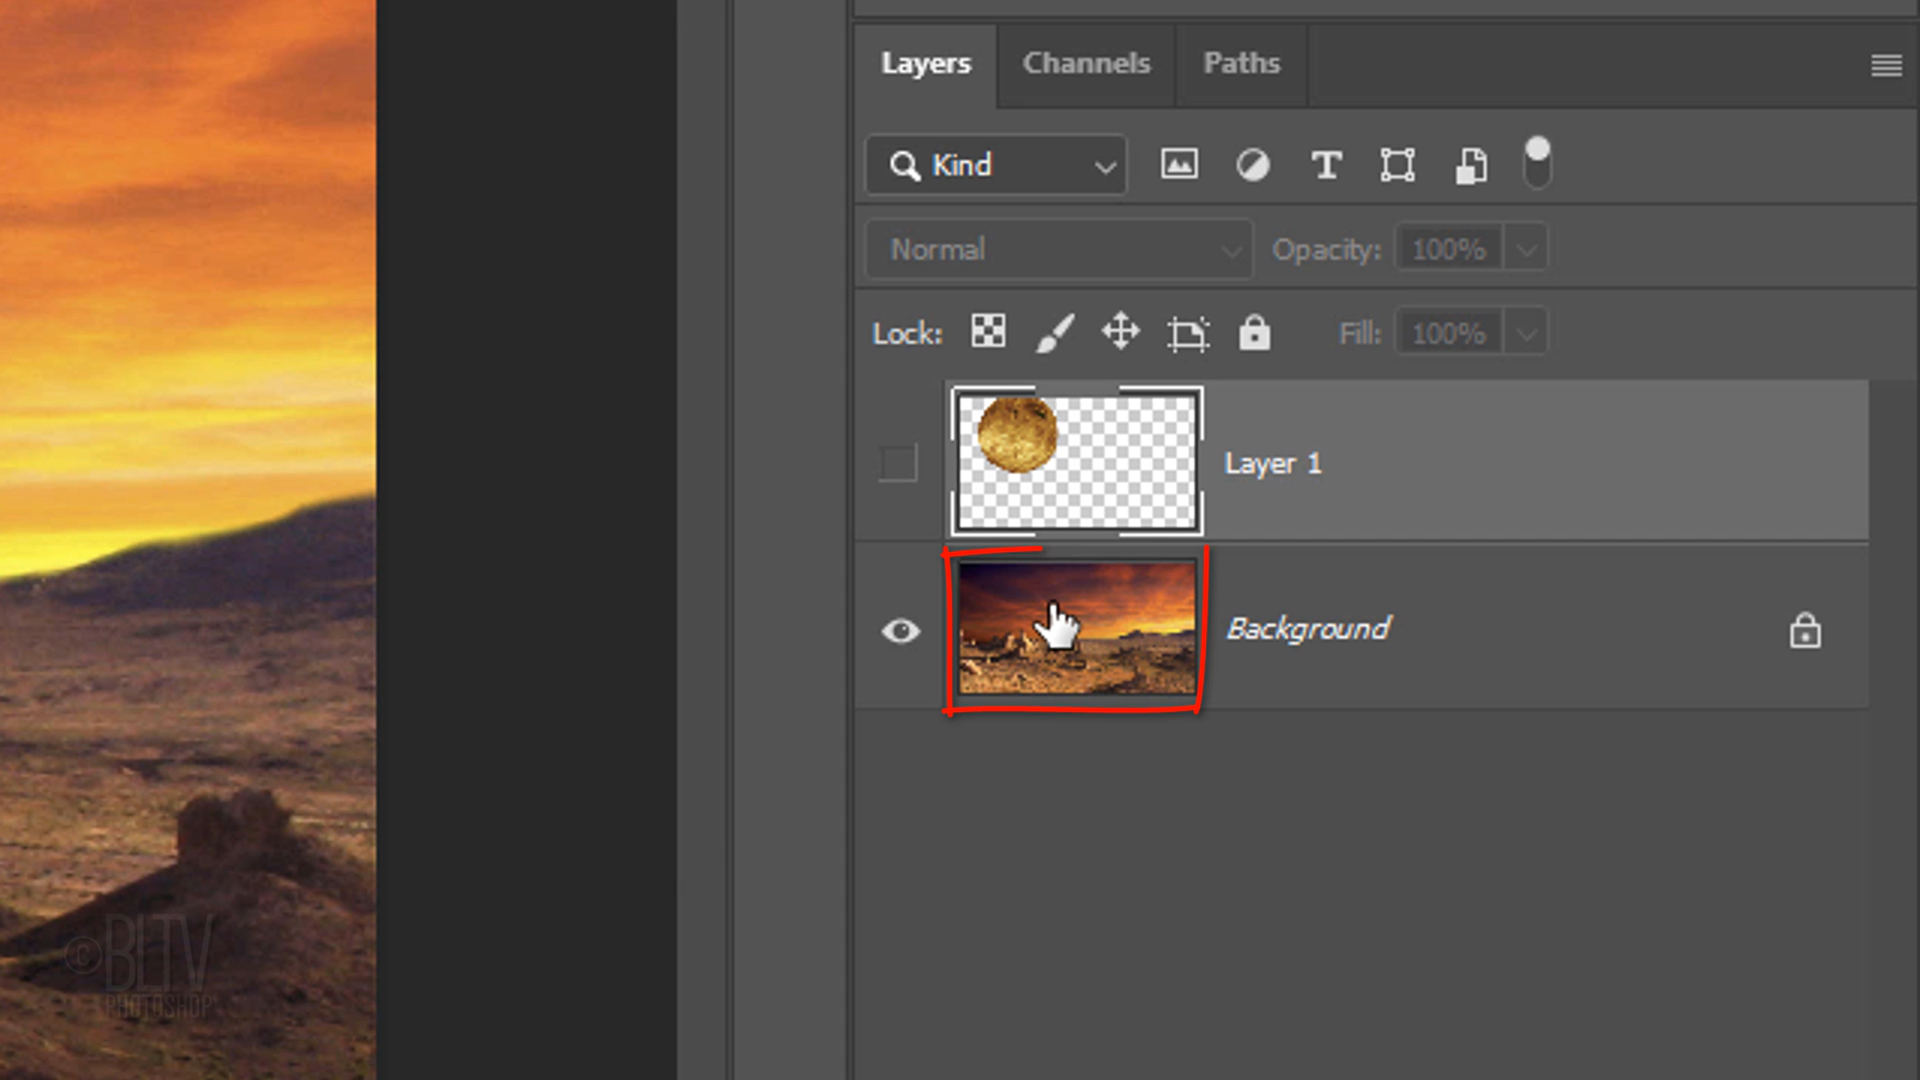 Layers Channels Paths
Kind
Normal Opacity: 100%
Lock: Fill: 100%
Layer 1
Background
©BLTV
PHOTOSHOP